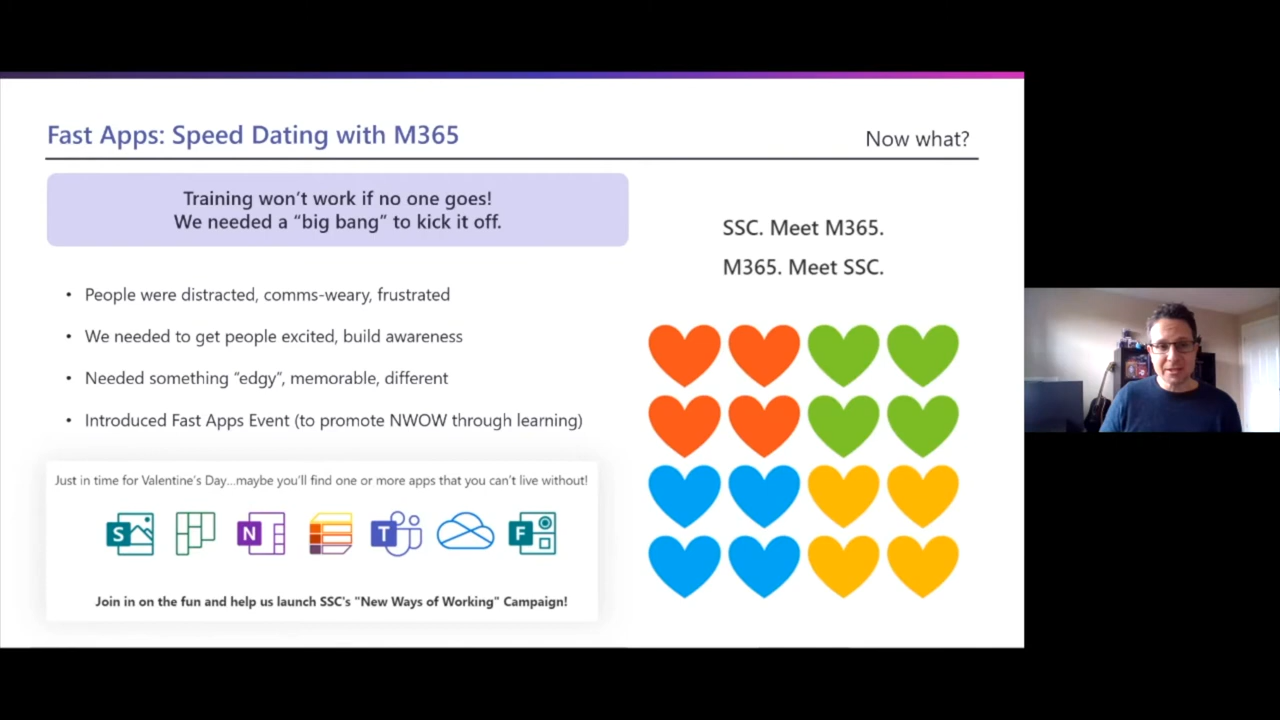 Fast Apps: Speed Dating with M365
Now what?
Training won’t work if no one goes!
We needed a “big bang” to kick it off.
• People were distracted, comms-weary, frustrated
• We needed to get people excited, build awareness
• Needed something “edgy”, memorable, different
• Introduced Fast Apps Event (to promote NWOW through learning)
Just in time for Valentine’s Day...maybe you’ll find one or more apps that you can’t live without!
S
N
T
F
Join in on the fun and help us launch SSC's "New Ways of Working" Campaign!
SSC. Meet M365.
M365. Meet SSC.